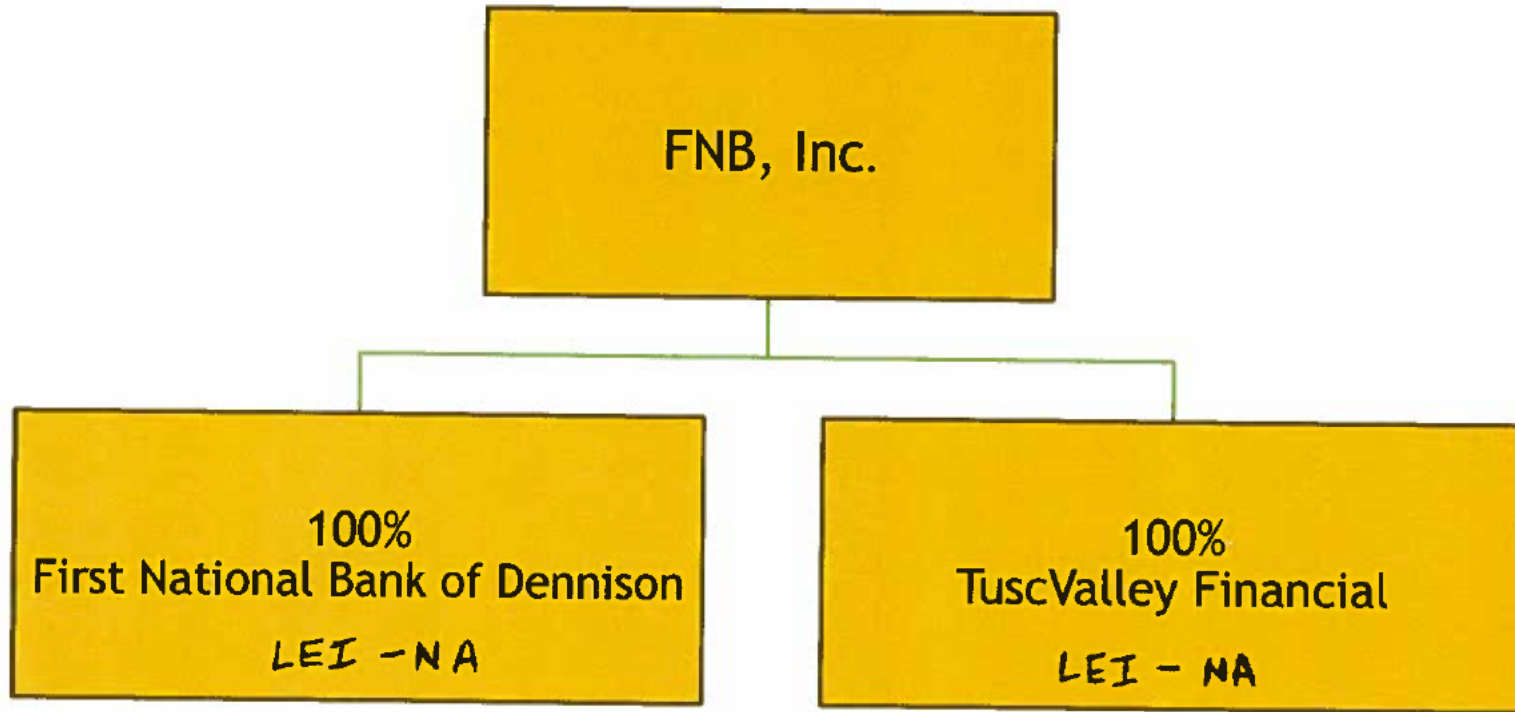 FNB, Inc.
100%
First National Bank of Dennison
LEI - NA
100%
TuscValley Financial
LEI - NA